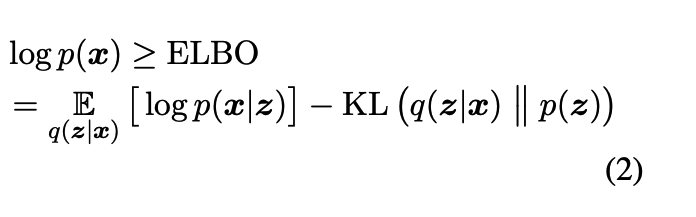 log p(x) ≥ ELBO
= 𝔼_{q(z|x)} [log p(x|z)] − KL (q(z|x) ∥ p(z))
(2)